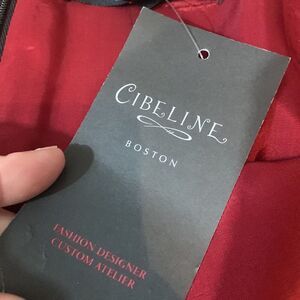 CIBELINE
BOSTON
FASHION DESIGNER
CUSTOM ATELIER